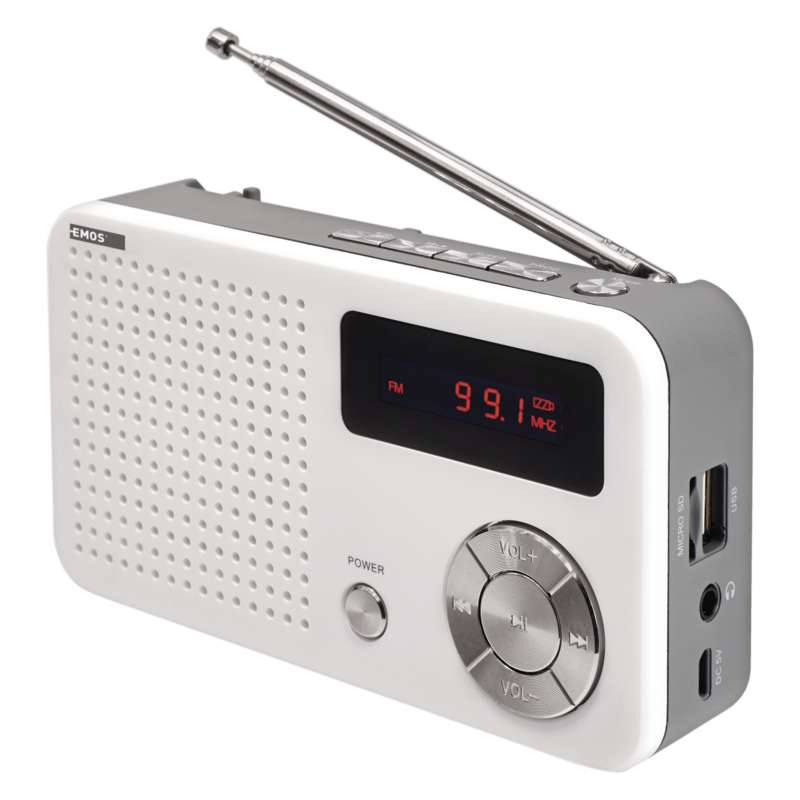 EMOS
FM 99.1 MHZ
POWER
VOL+
VOL–
MICRO SD
USB
DC 5V